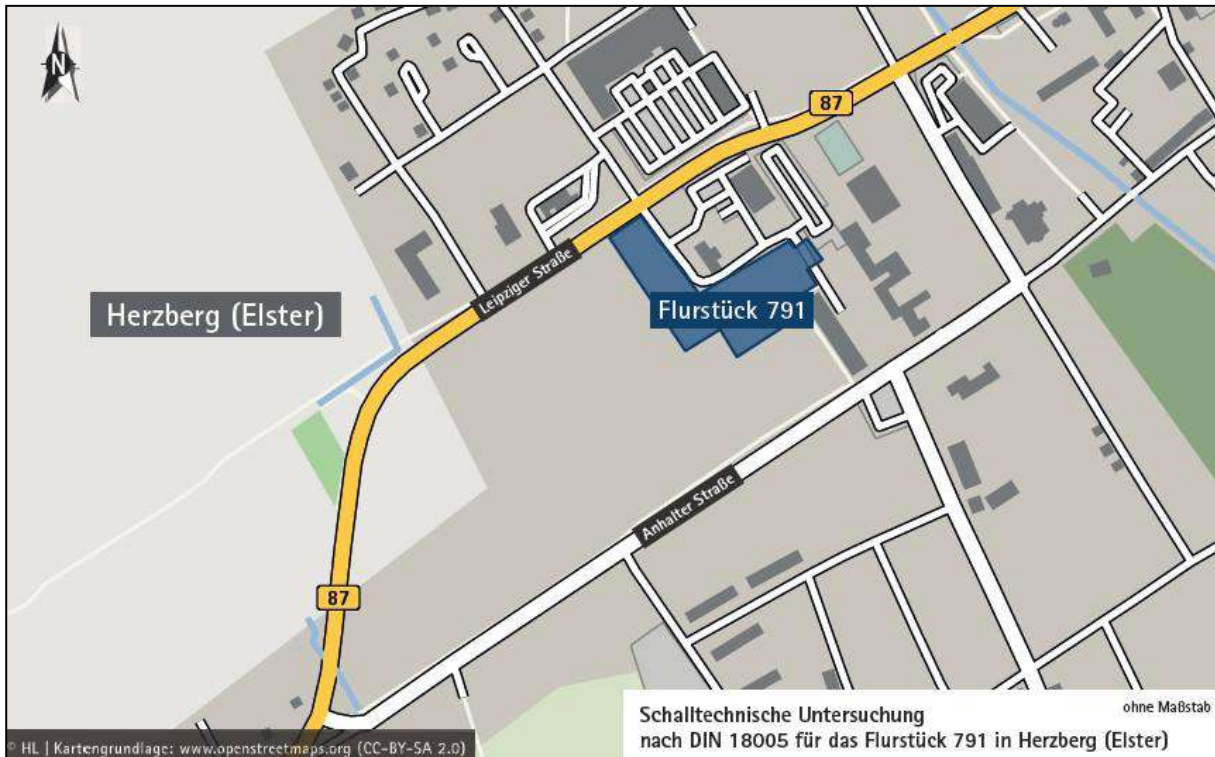 N
87
Leipziger Straße
Herzberg (Elster)
Flurstück 791
Anhalter Straße
87
ohne Maßstab
Schalltechnische Untersuchung
nach DIN 18005 für das Flurstück 791 in Herzberg (Elster)
© HL | Kartengrundlage: www.openstreetmaps.org (CC-BY-SA 2.0)